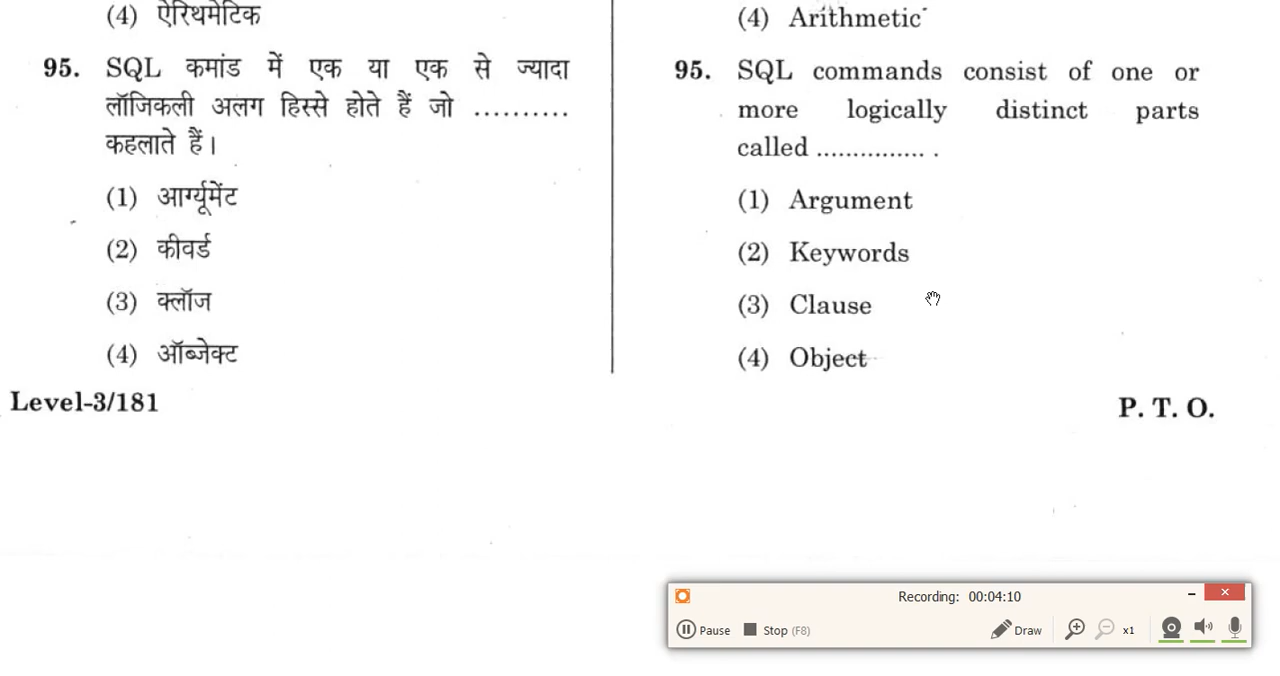 (4) ऐरिथमेटिक
95. SQL कमांड में एक या एक से ज्यादा
लॉजिकली अलग हिस्से होते हैं जो ..........
कहलाते हैं।
(1) आर्ग्यूमेंट
(2) कीवर्ड
(3) क्लॉज
(4) ऑब्जेक्ट
Level-3/181
(4) Arithmetic
95. SQL commands consist of one or
more logically distinct parts
called ............... .
(1) Argument
(2) Keywords
(3) Clause
(4) Object
P. T. O.
Recording: 00:04:10
Pause Stop (F8) Draw x1